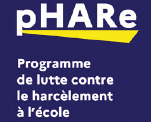 pHARe
Programme
de lutte contre
le harcèlement
à l'école